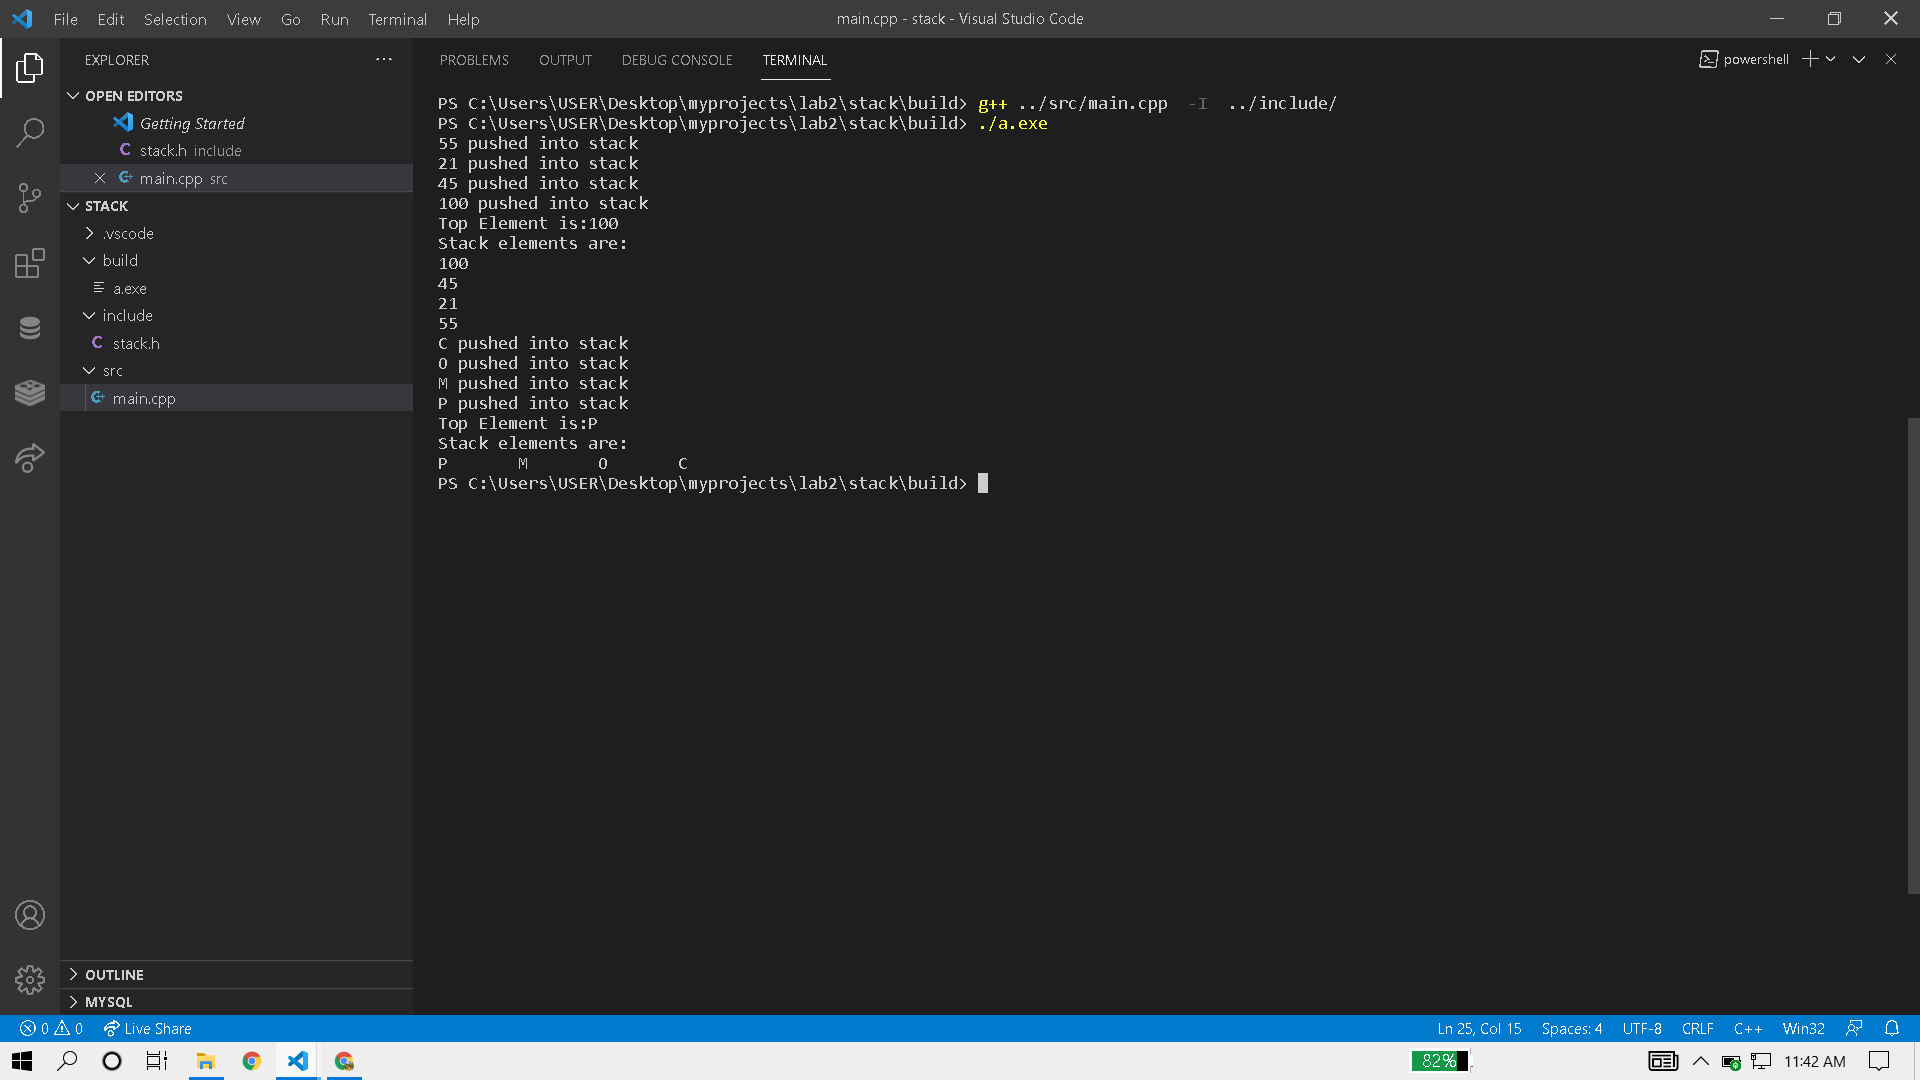 File Edit Selection View Go Run Terminal Help
main.cpp - stack - Visual Studio Code
EXPLORER
OPEN EDITORS
Getting Started
stack.h include
main.cpp src
STACK
.vscode
build
a.exe
include
stack.h
src
main.cpp
OUTLINE
MYSQL
PROBLEMS OUTPUT DEBUG CONSOLE TERMINAL
powershell
PS C:\Users\USER\Desktop\myprojects\lab2\stack\build> g++ ../src/main.cpp  -I  ../include/
PS C:\Users\USER\Desktop\myprojects\lab2\stack\build> ./a.exe
55 pushed into stack
21 pushed into stack
45 pushed into stack
100 pushed into stack
Top Element is:100
Stack elements are:
100
45
21
55
C pushed into stack
O pushed into stack
M pushed into stack
P pushed into stack
Top Element is:P
Stack elements are:
P       M       O       C
PS C:\Users\USER\Desktop\myprojects\lab2\stack\build>
0 0 Live Share
Ln 25, Col 15 Spaces: 4 UTF-8 CRLF C++ Win32
82%
11:42 AM